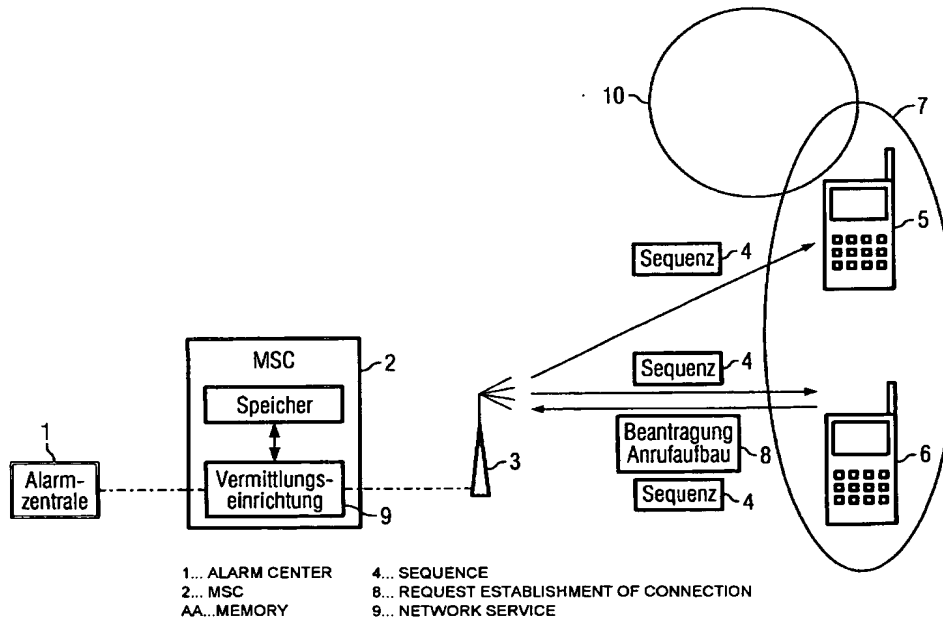 10
7
5
Sequenz 4
MSC
2
Speicher
Sequenz 4
1
Alarm-
zentrale
Vermittlungs-
einrichtung
9
3
Beantragung
Anrufaufbau
8
6
Sequenz 4
1... ALARM CENTER
2... MSC
AA...MEMORY
4... SEQUENCE
8... REQUEST ESTABLISHMENT OF CONNECTION
9... NETWORK SERVICE